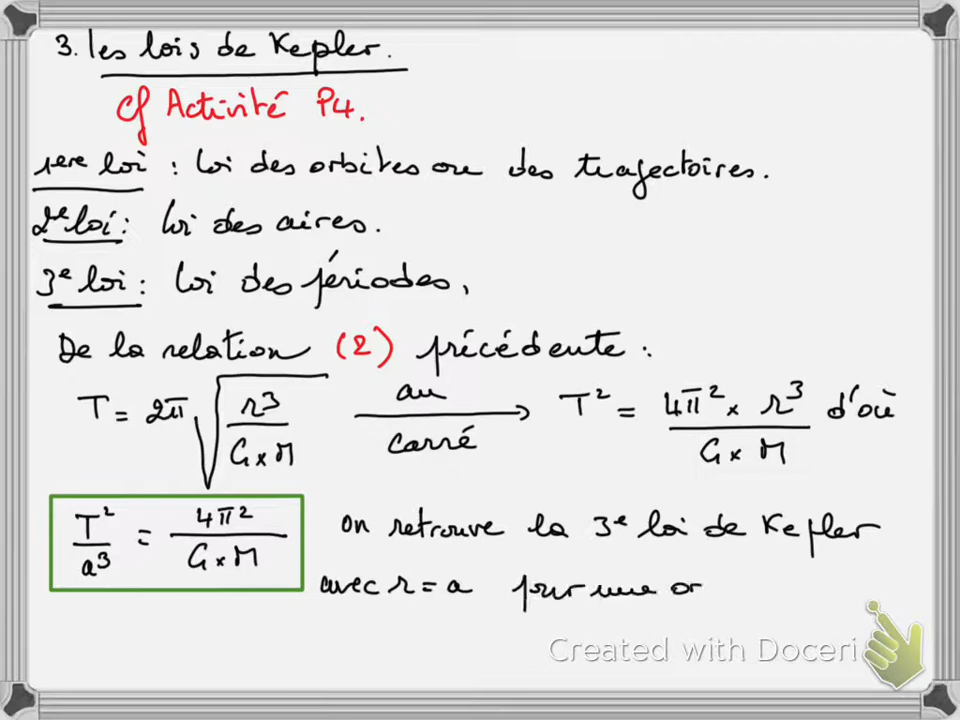 3. les lois de Kepler.
cf Activité P4.
1ere loi : loi des orbites ou des trajectoires.
2e loi : loi des aires.
3e loi : loi des périodes,
De la relation (2) précédente :
T = 2π √(r³ / G×M) au carré → T² = 4π² × r³ / G×M d'où
T² / a³ = 4π² / G×M on retrouve la 3e loi de Kepler
avec r = a pour une or
Created with Doceri